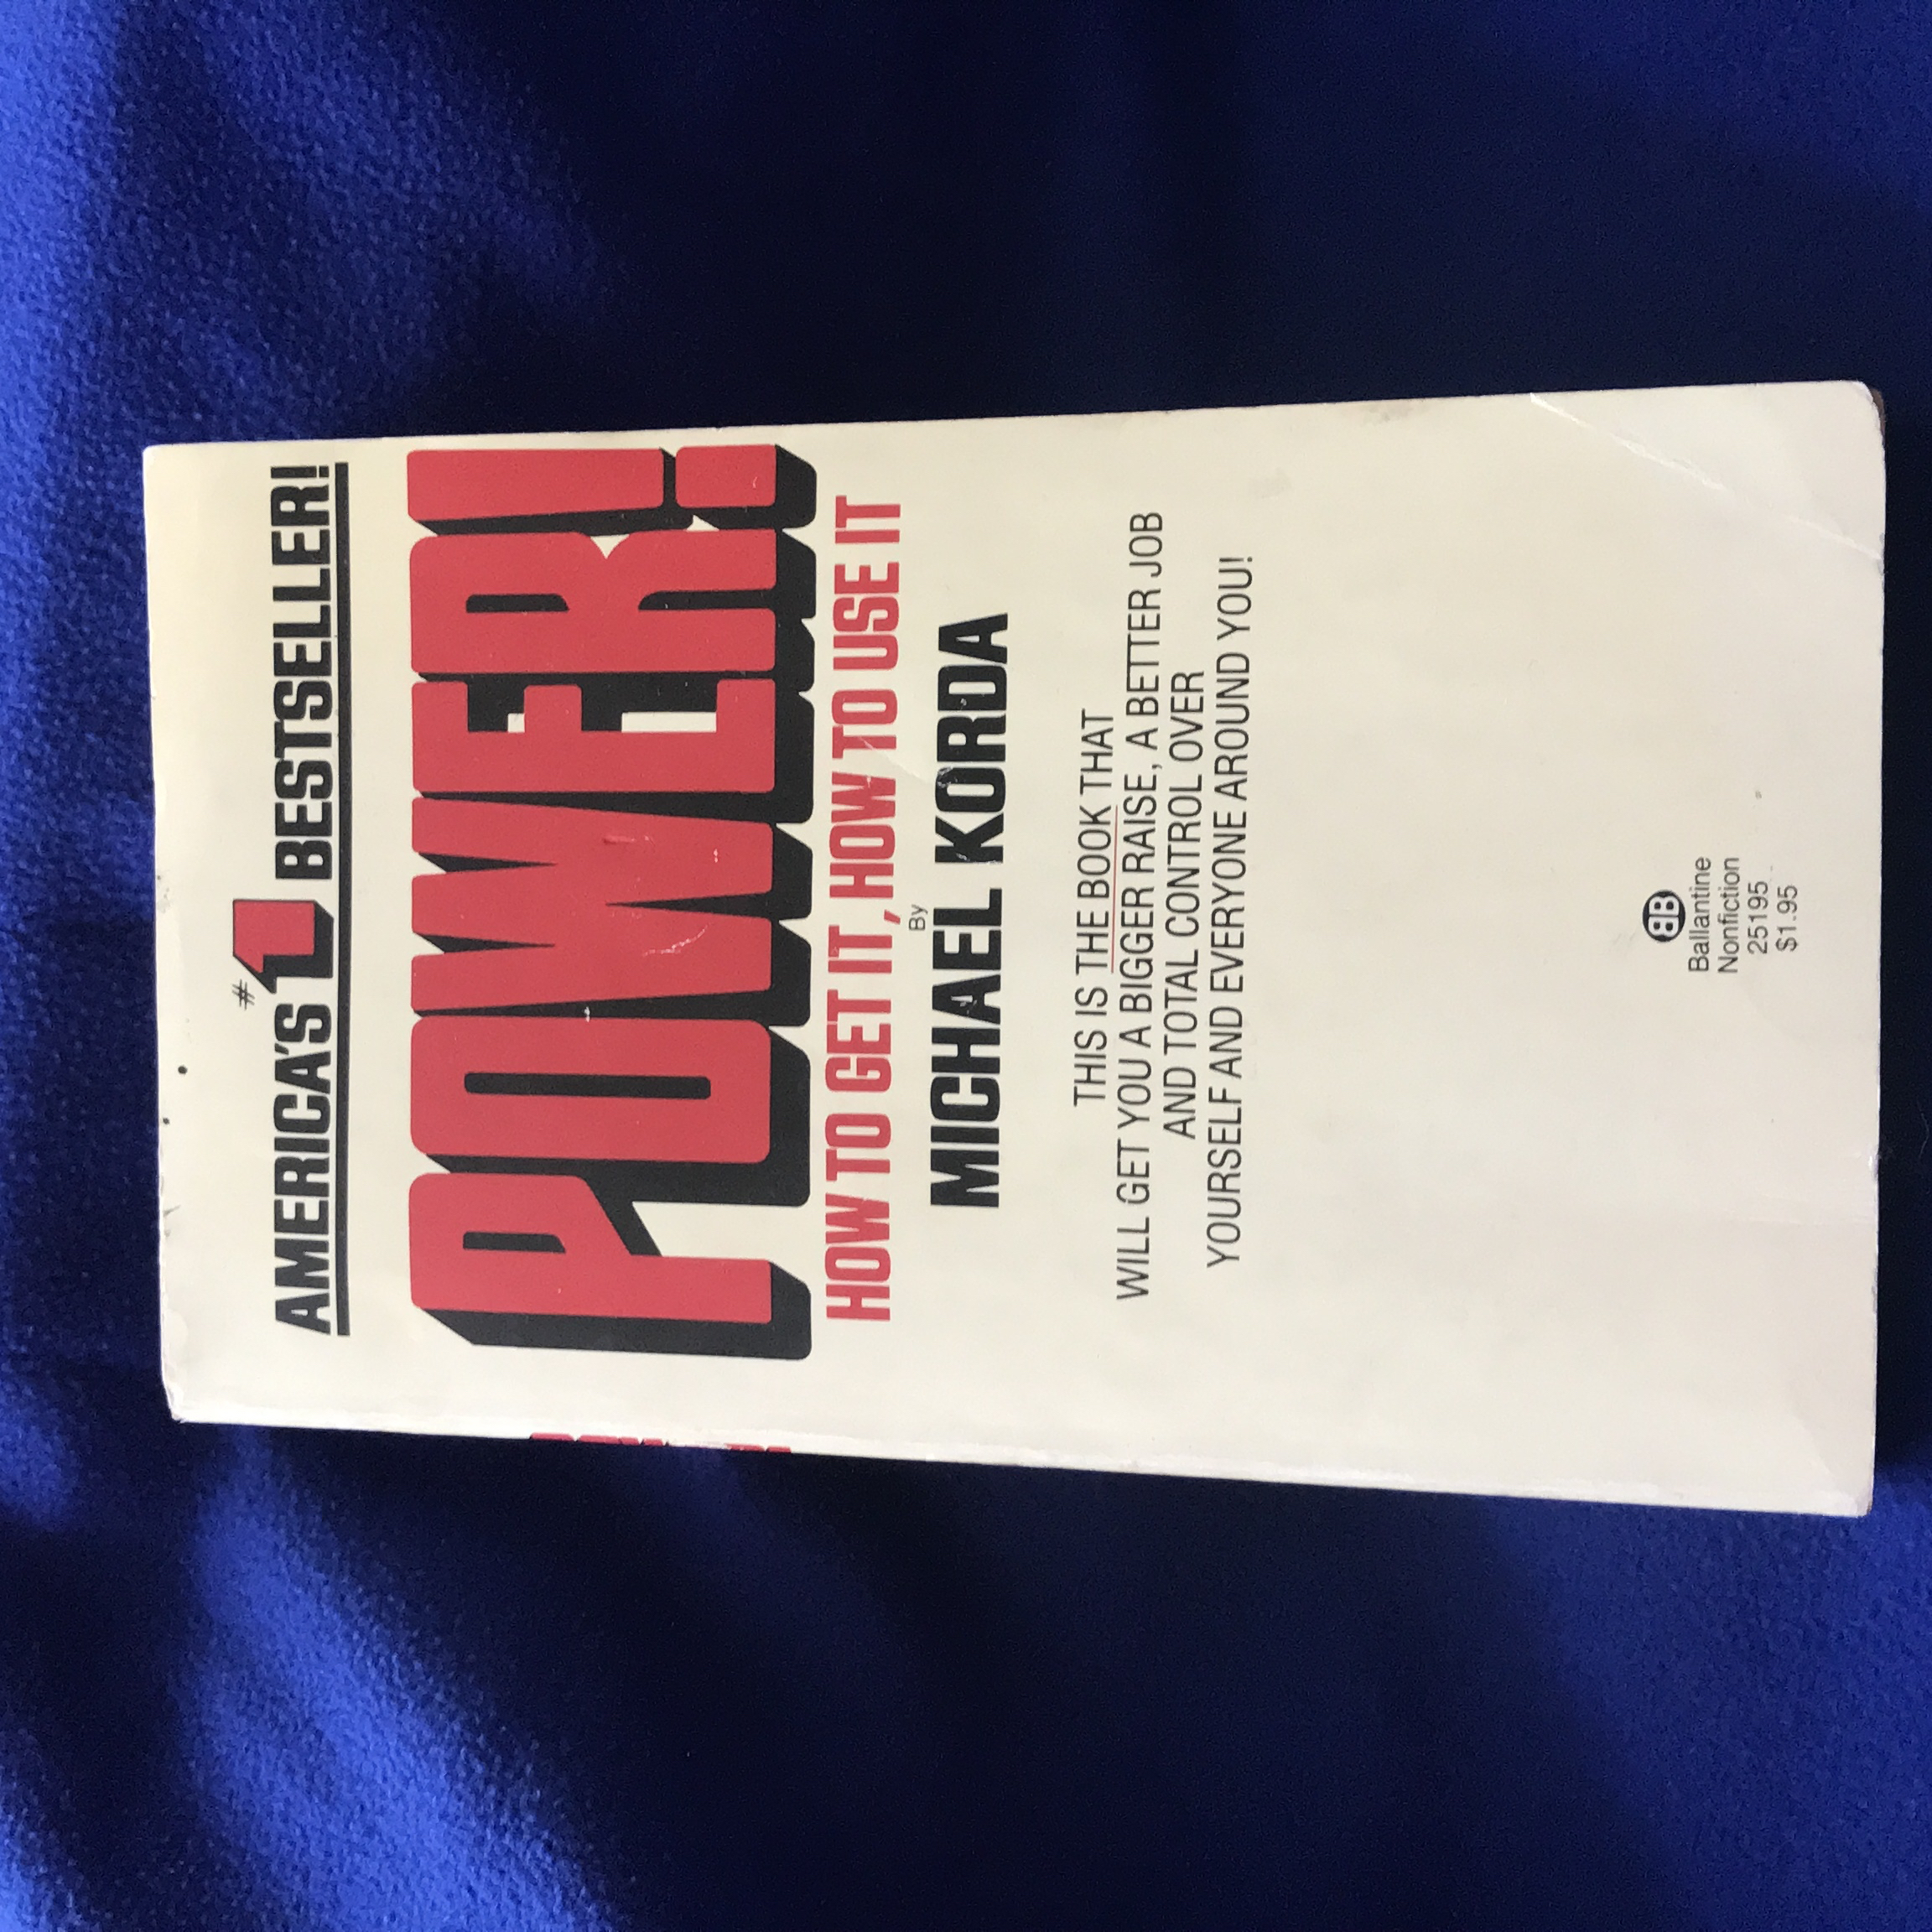 AMERICA'S #1 BESTSELLER!
POWER!
HOW TO GET IT, HOW TO USE IT
By
MICHAEL KORDA
THIS IS THE BOOK THAT
WILL GET YOU A BIGGER RAISE, A BETTER JOB
AND TOTAL CONTROL OVER
YOURSELF AND EVERYONE AROUND YOU!
BB
Ballantine
Nonfiction
25195
$1.95